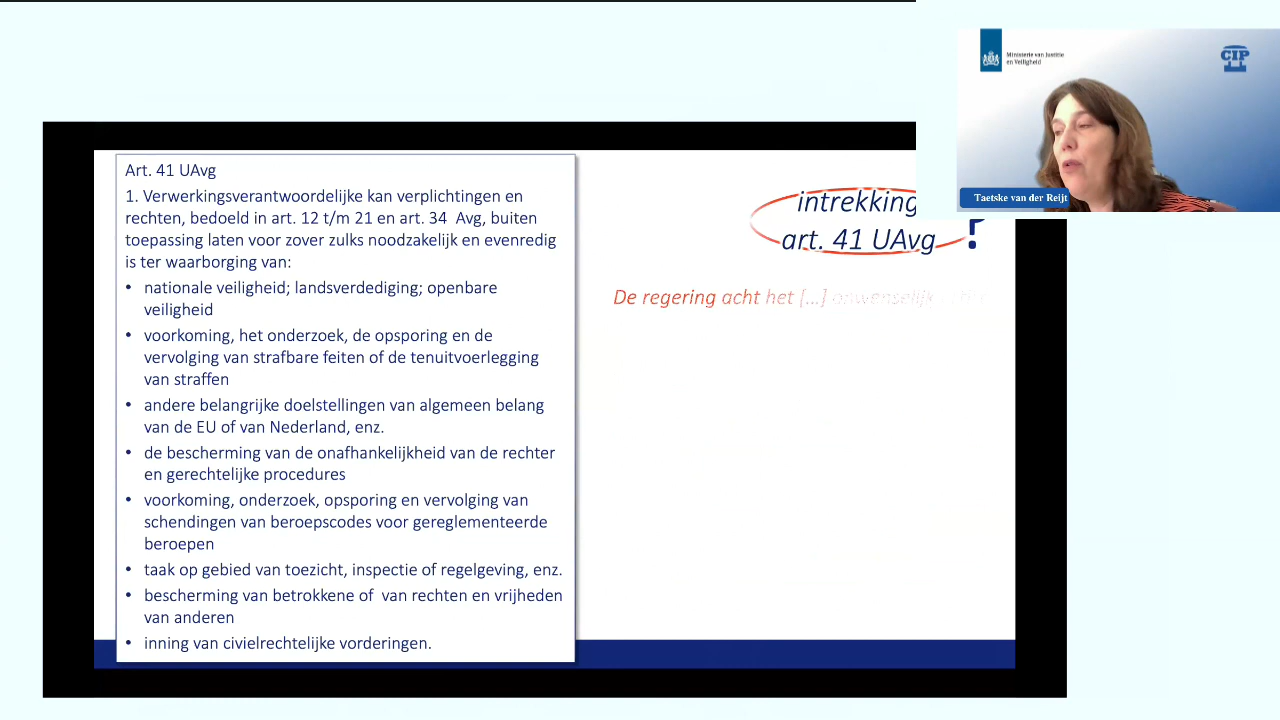 Ministerie van Justitie
en Veiligheid
CIP
Taetske van der Reijt
Art. 41 UAvg
1. Verwerkingsverantwoordelijke kan verplichtingen en
rechten, bedoeld in art. 12 t/m 21 en art. 34 Avg, buiten
toepassing laten voor zover zulks noodzakelijk en evenredig
is ter waarborging van:
• nationale veiligheid; landsverdediging; openbare
veiligheid
• voorkoming, het onderzoek, de opsporing en de
vervolging van strafbare feiten of de tenuitvoerlegging
van straffen
• andere belangrijke doelstellingen van algemeen belang
van de EU of van Nederland, enz.
• de bescherming van de onafhankelijkheid van de rechter
en gerechtelijke procedures
• voorkoming, onderzoek, opsporing en vervolging van
schendingen van beroepscodes voor gereglementeerde
beroepen
• taak op gebied van toezicht, inspectie of regelgeving, enz.
• bescherming van betrokkene of van rechten en vrijheden
van anderen
• inning van civielrechtelijke vorderingen.
intrekking
art. 41 UAvg ?
De regering acht het [...] onwenselijk